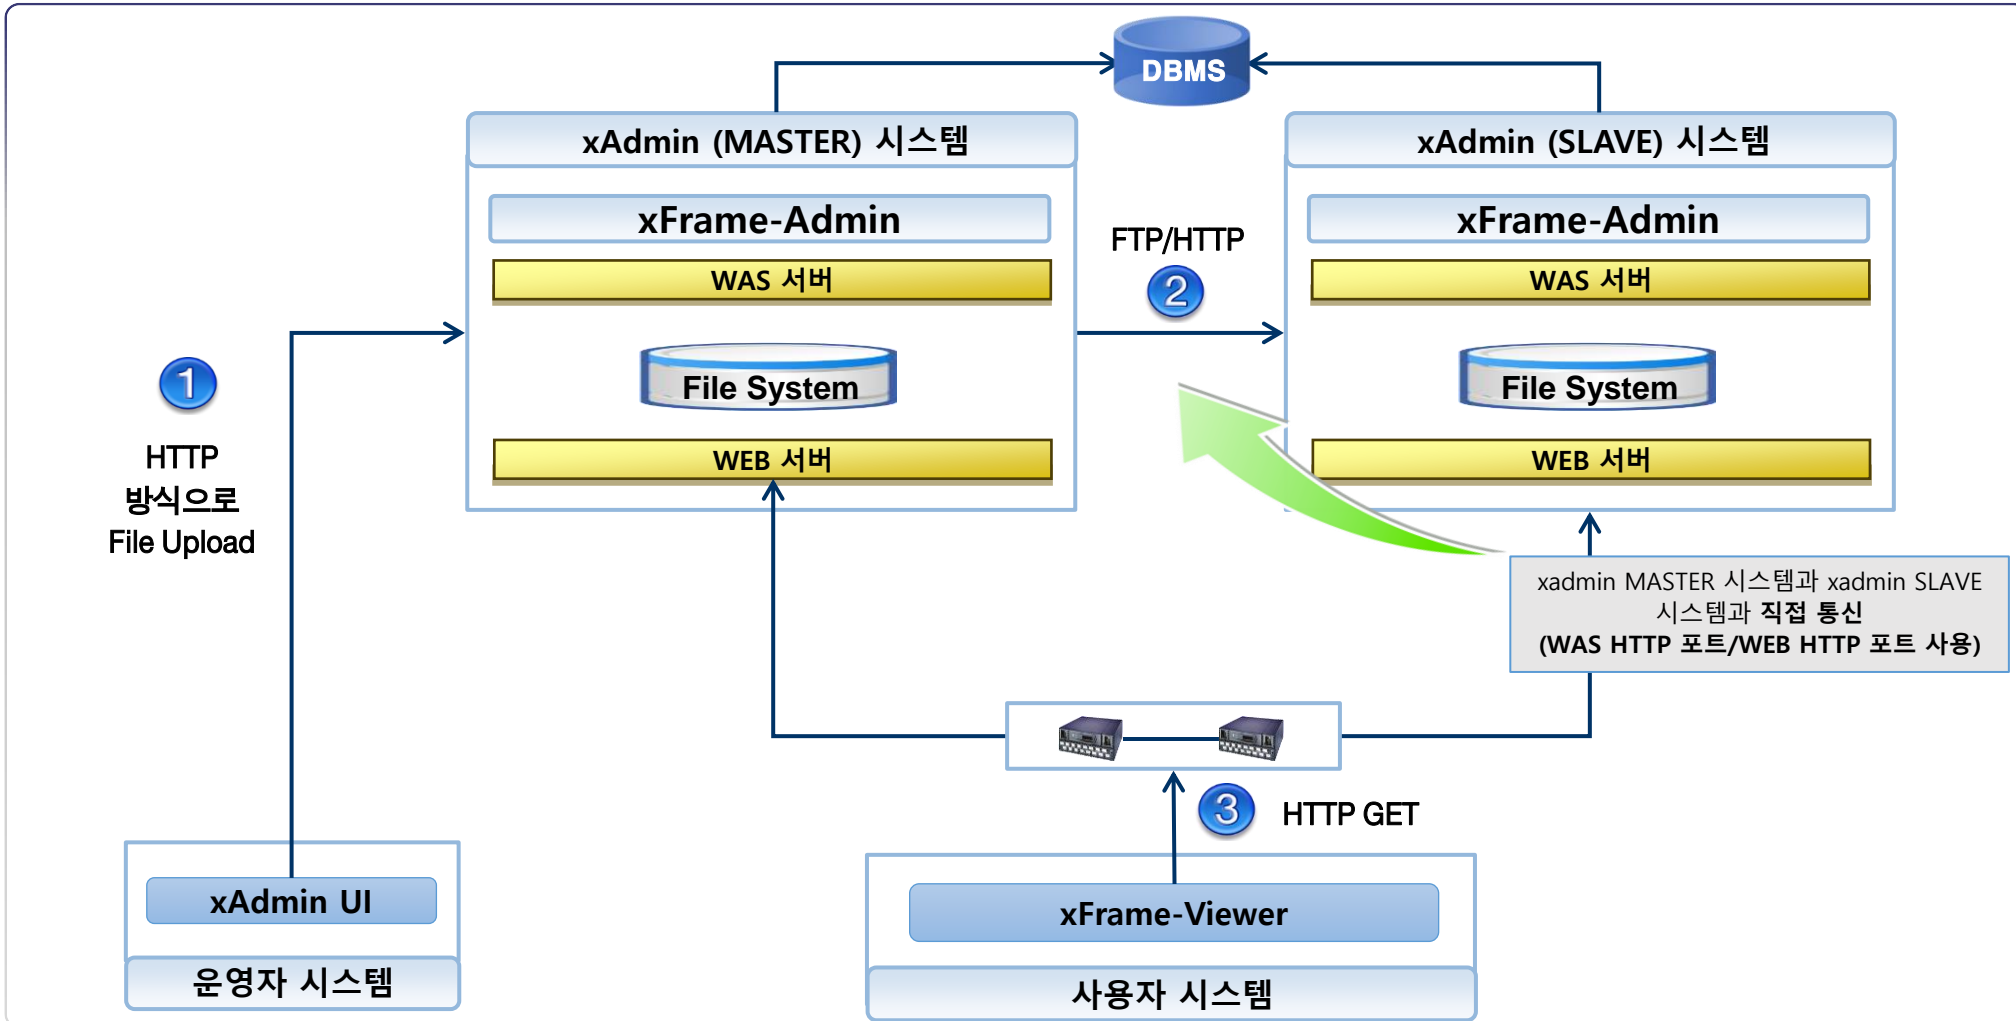 DBMS
xAdmin (MASTER) 시스템
xAdmin (SLAVE) 시스템
xFrame-Admin
xFrame-Admin
FTP/HTTP
2
WAS 서버
WAS 서버
File System
File System
1
HTTP
방식으로
File Upload
WEB 서버
WEB 서버
xadmin MASTER 시스템과 xadmin SLAVE
시스템과 직접 통신
(WAS HTTP 포트/WEB HTTP 포트 사용)
3
HTTP GET
xAdmin UI
운영자 시스템
xFrame-Viewer
사용자 시스템